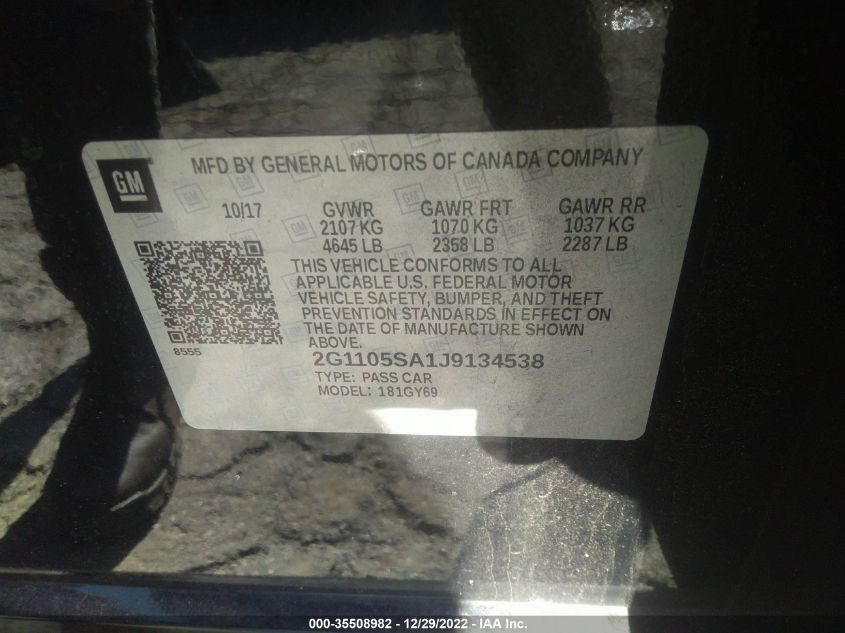 MFD BY GENERAL MOTORS OF CANADA COMPANY
GM
10/17 GVWR GAWR FRT GAWR RR
2107 KG 1070 KG 1037 KG
4645 LB 2358 LB 2287 LB
THIS VEHICLE CONFORMS TO ALL
APPLICABLE U.S. FEDERAL MOTOR
VEHICLE SAFETY, BUMPER, AND THEFT
PREVENTION STANDARDS IN EFFECT ON
THE DATE OF MANUFACTURE SHOWN
ABOVE.
8555
2G1105SA1J9134538
TYPE: PASS CAR
MODEL: 181GY69
000-35508982 - 12/29/2022 - IAA Inc.